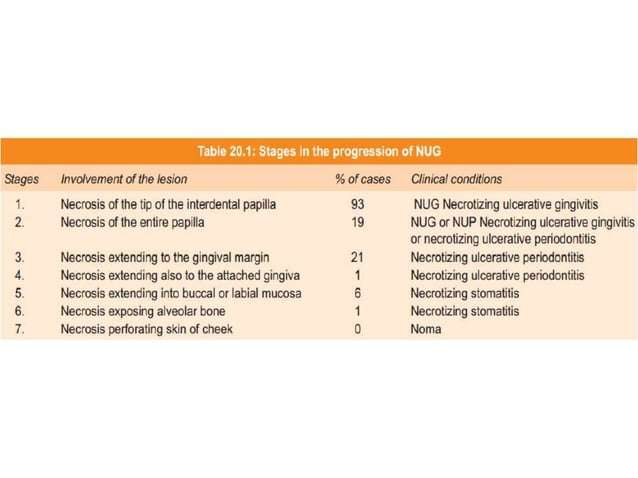 Table 20.1: Stages in the progression of NUG
Stages Involvement of the lesion % of cases Clinical conditions
1. Necrosis of the tip of the interdental papilla 93 NUG Necrotizing ulcerative gingivitis
2. Necrosis of the entire papilla 19 NUG or NUP Necrotizing ulcerative gingivitis
or necrotizing ulcerative periodontitis
3. Necrosis extending to the gingival margin 21 Necrotizing ulcerative periodontitis
4. Necrosis extending also to the attached gingiva 1 Necrotizing ulcerative periodontitis
5. Necrosis extending into buccal or labial mucosa 6 Necrotizing stomatitis
6. Necrosis exposing alveolar bone 1 Necrotizing stomatitis
7. Necrosis perforating skin of cheek 0 Noma